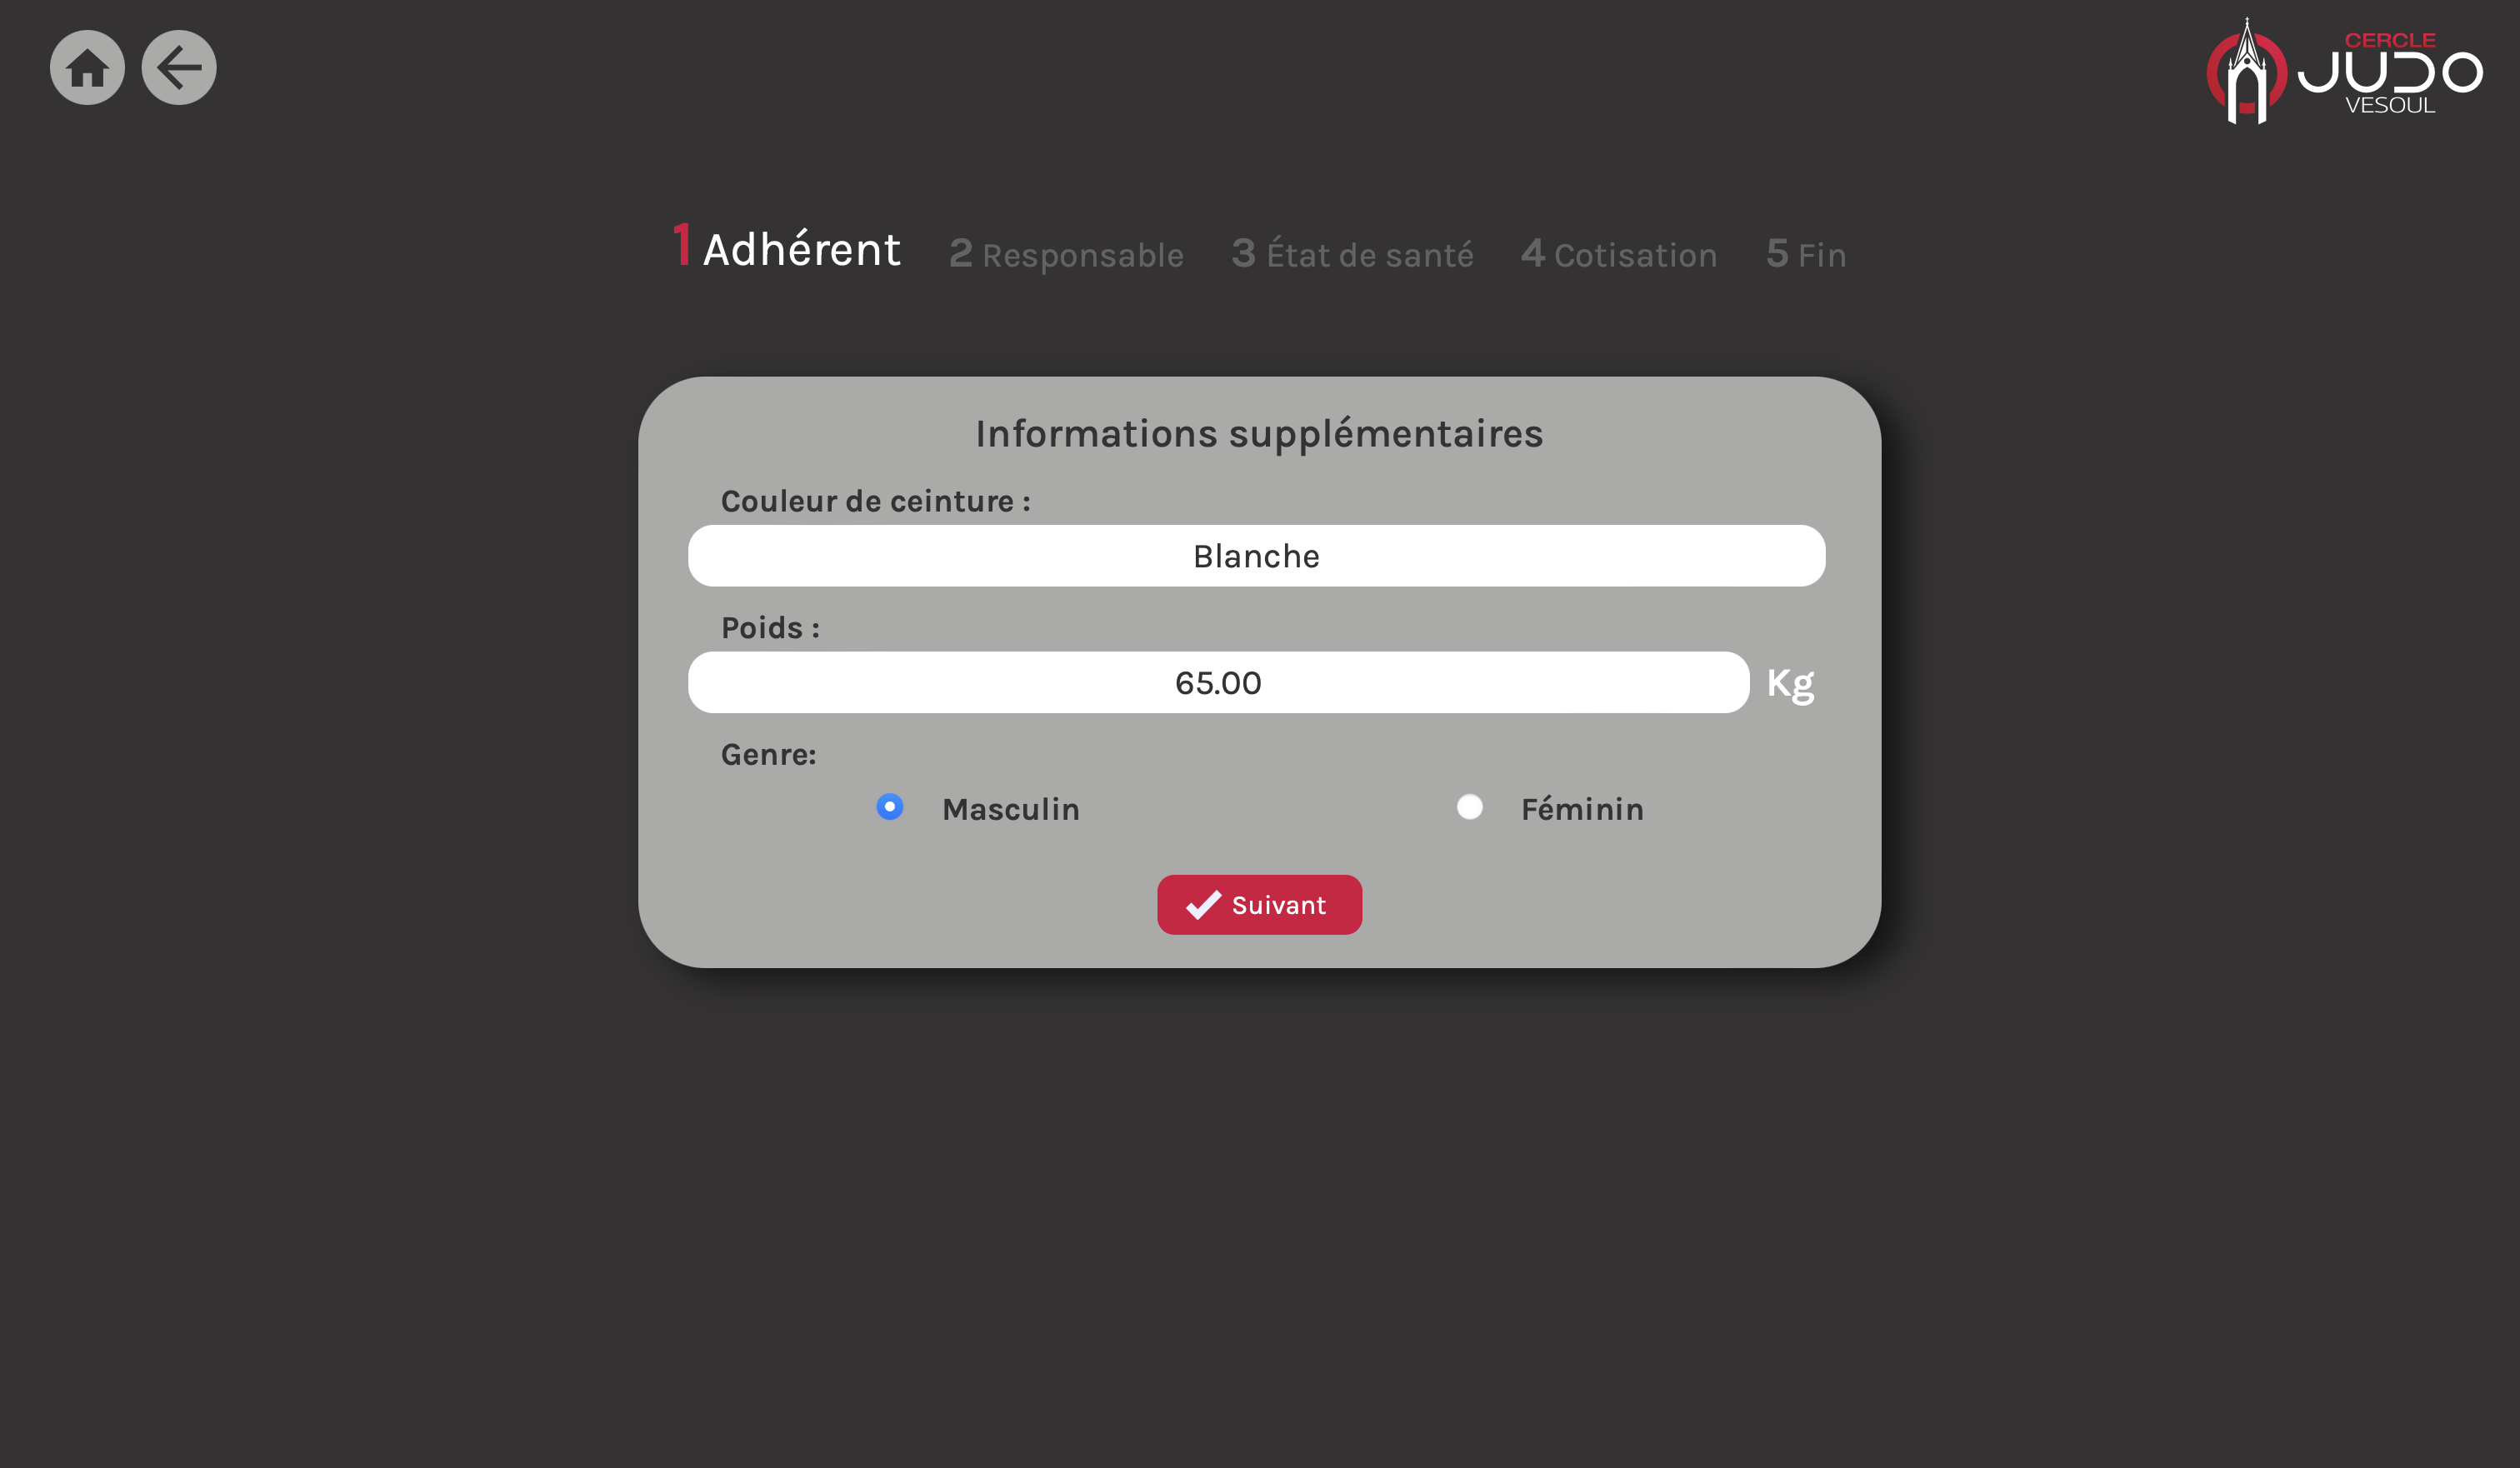 CERCLE
JUDO
VESOUL
1 Adhérent 2 Responsable 3 État de santé 4 Cotisation 5 Fin
Informations supplémentaires
Couleur de ceinture :
Blanche
Poids :
65.00 Kg
Genre:
Masculin Féminin
Suivant